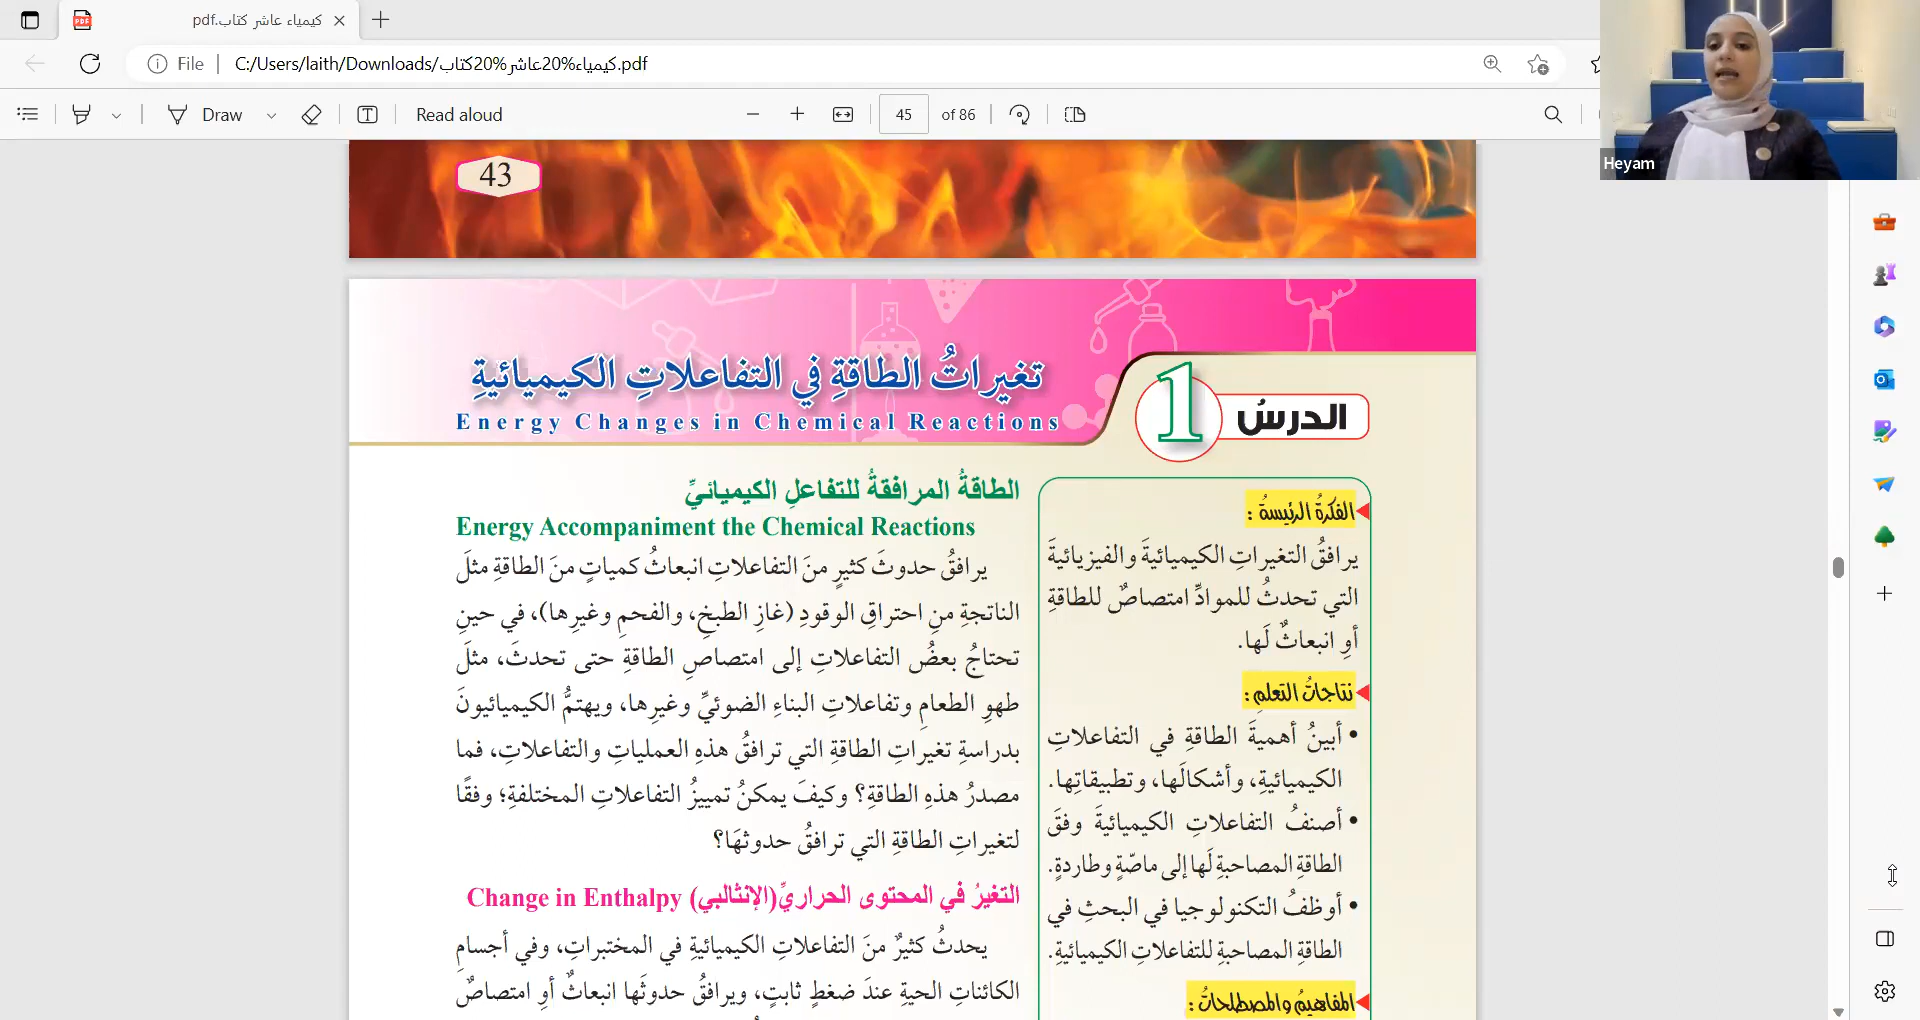 كيمياء عاشر كتاب.pdf
File
C:/Users/laith/Downloads/كيمياء%20عاشر%20كتاب.pdf
Draw
Read aloud
45
of 86
Heyam
43
تغيراتُ الطاقةِ في التفاعلاتِ الكيميائيةِ
Energy Changes in Chemical Reactions
الدرسُ
1
الفكرةُ الرئيسةُ :
يرافقُ التغيراتِ الكيميائيةَ والفيزيائيةَ
التي تحدثُ للموادِّ امتصاصٌ للطاقةِ
أوِ انبعاثٌ لَها.
نتاجاتُ التعلمِ :
• أبينُ أهميةَ الطاقةِ في التفاعلاتِ
الكيميائيةِ، وأشكالَها، وتطبيقاتِها.
• أصنفُ التفاعلاتِ الكيميائيةَ وفقَ
الطاقةِ المصاحبةِ لَها إلى ماصّةٍ وطاردةٍ.
• أوظفُ التكنولوجيا في البحثِ في
الطاقةِ المصاحبةِ للتفاعلاتِ الكيميائيةِ.
المفاهيمُ والمصطلحاتُ :
الطاقةُ المرافقةُ للتفاعلِ الكيميائيِّ
Energy Accompaniment the Chemical Reactions
يرافقُ حدوثَ كثيرٍ منَ التفاعلاتِ انبعاثُ كمياتٍ منَ الطاقةِ مثلَ
الناتجةِ منِ احتراقِ الوقودِ (غازِ الطبخِ، والفحمِ وغيرِها)، في حينِ
تحتاجُ بعضُ التفاعلاتِ إلى امتصاصِ الطاقةِ حتى تحدثَ، مثلَ
طهوِ الطعامِ وتفاعلاتِ البناءِ الضوئيِّ وغيرِها، ويهتمُّ الكيميائيونَ
بدراسةِ تغيراتِ الطاقةِ التي ترافقُ هذهِ العملياتِ والتفاعلاتِ، فما
مصدرُ هذهِ الطاقةِ؟ وكيفَ يمكنُ تمييزُ التفاعلاتِ المختلفةِ؛ وفقًا
لتغيراتِ الطاقةِ التي ترافقُ حدوثَهَا؟
التغيرُ في المحتوى الحراريِّ(الإنثالبي) Change in Enthalpy
يحدثُ كثيرٌ منَ التفاعلاتِ الكيميائيةِ في المختبراتِ، وفي أجسامِ
الكائناتِ الحيةِ عندَ ضغطٍ ثابتٍ، ويرافقُ حدوثَها انبعاثٌ أوِ امتصاصٌ